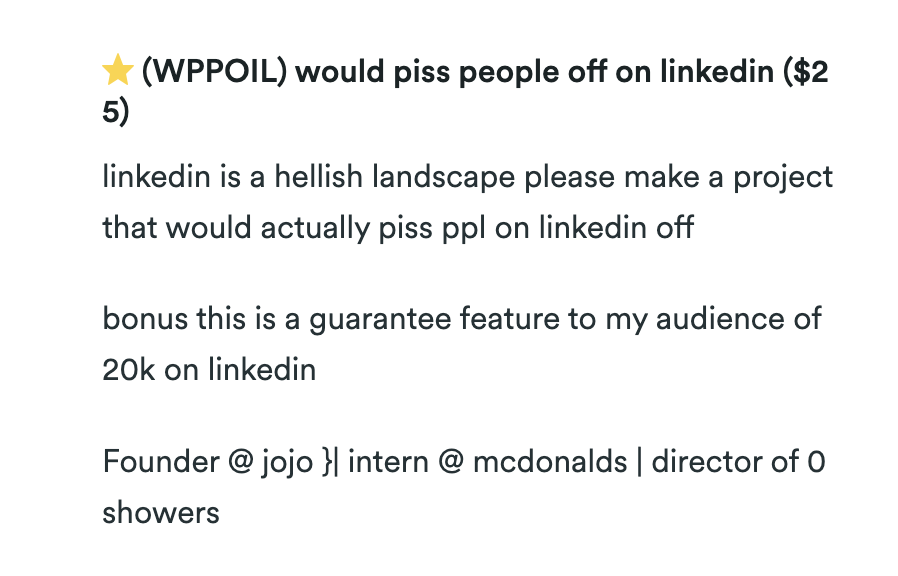 ⭐ (WPPOIL) would piss people off on linkedin ($2
5)
linkedin is a hellish landscape please make a project
that would actually piss ppl on linkedin off
bonus this is a guarantee feature to my audience of
20k on linkedin
Founder @ jojo }| intern @ mcdonalds | director of 0
showers